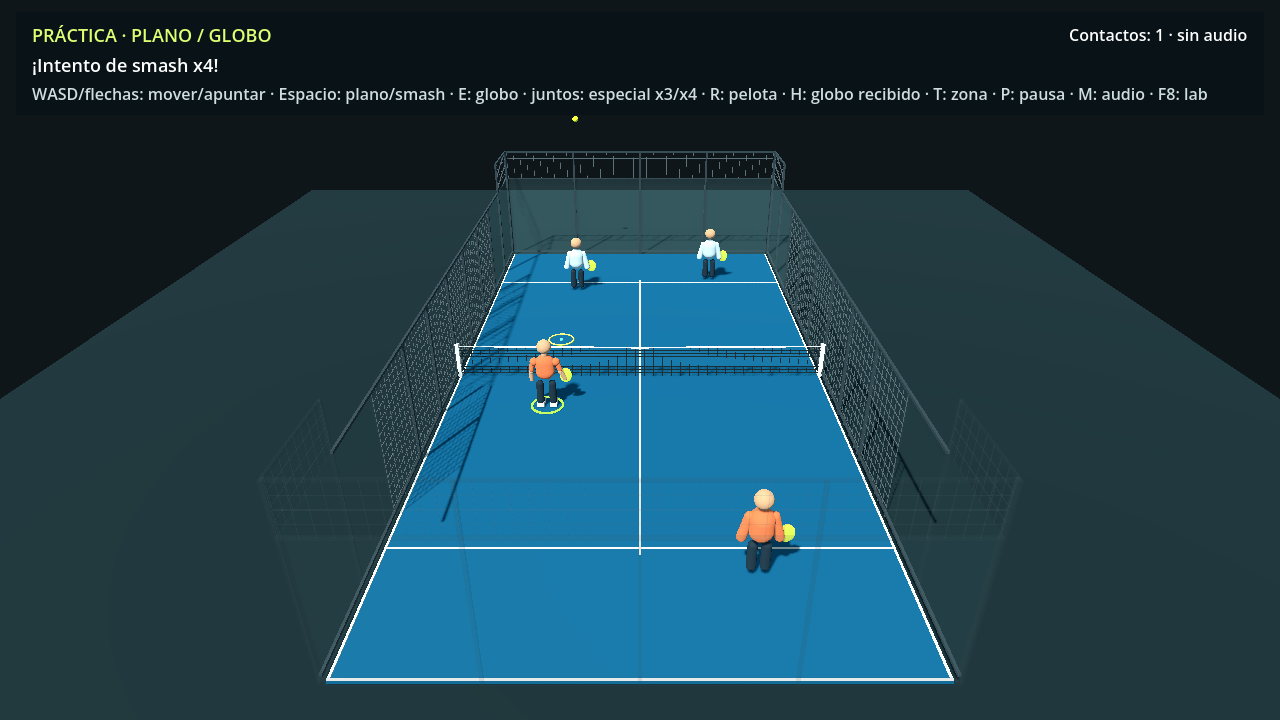 PRÁCTICA · PLANO / GLOBO
Contactos: 1 · sin audio
¡Intento de smash x4!
WASD/flechas: mover/apuntar · Espacio: plano/smash · E: globo · juntos: especial x3/x4 · R: pelota · H: globo recibido · T: zona · P: pausa · M: audio · F8: lab